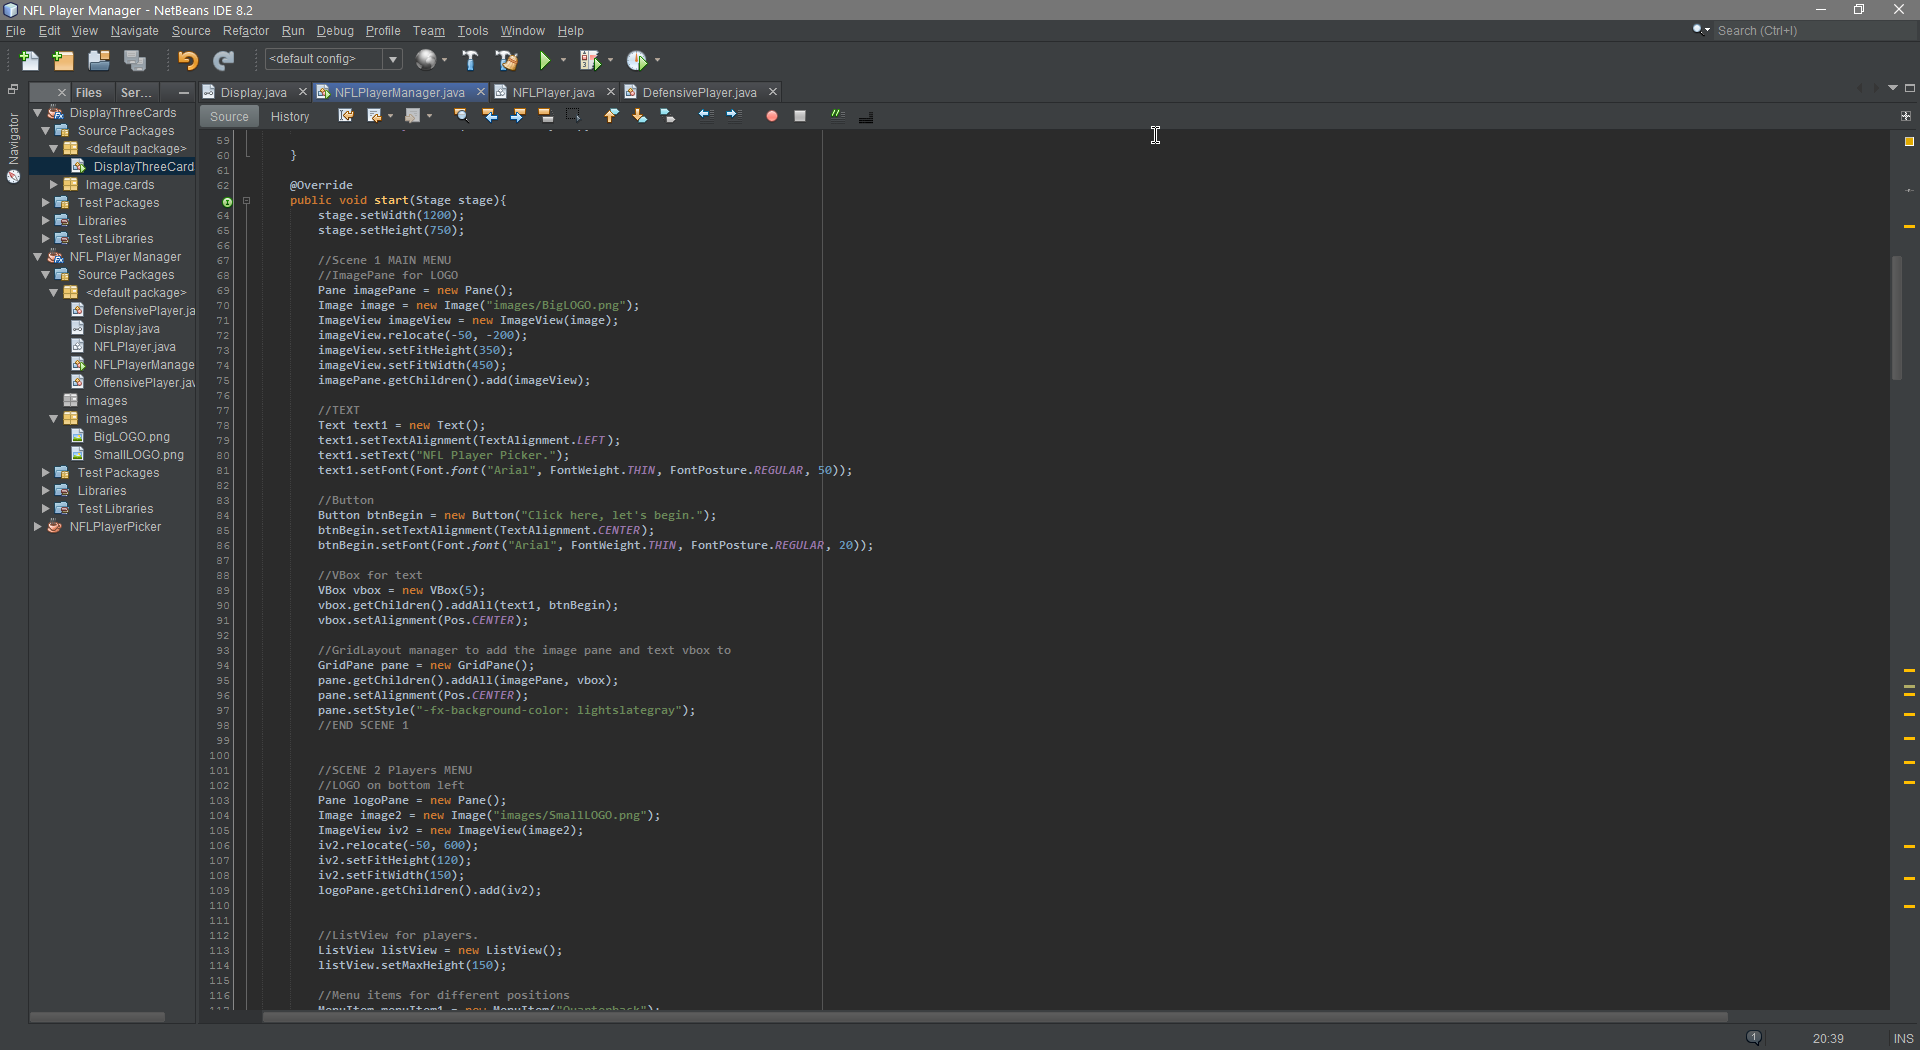 NFL Player Manager - NetBeans IDE 8.2
File Edit View Navigate Source Refactor Run Debug Profile Team Tools Window Help
Search (Ctrl+I)
<default config>
Files Ser...
Display.java NFLPlayerManager.java NFLPlayer.java DefensivePlayer.java
Source History
Navigator
DisplayThreeCards
Source Packages
<default package>
DisplayThreeCard
Image.cards
Test Packages
Libraries
Test Libraries
NFL Player Manager
Source Packages
<default package>
DefensivePlayer.ja
Display.java
NFLPlayer.java
NFLPlayerManage
OffensivePlayer.jav
images
images
BigLOGO.png
SmallLOGO.png
Test Packages
Libraries
Test Libraries
NFLPlayerPicker
59
60 }
61
62 @Override
public void start(Stage stage){
64 stage.setWidth(1200);
65 stage.setHeight(750);
66
67 //Scene 1 MAIN MENU
68 //ImagePane for LOGO
69 Pane imagePane = new Pane();
70 Image image = new Image("images/BigLOGO.png");
71 ImageView imageView = new ImageView(image);
72 imageView.relocate(-50, -200);
73 imageView.setFitHeight(350);
74 imageView.setFitWidth(450);
75 imagePane.getChildren().add(imageView);
76
77 //TEXT
78 Text text1 = new Text();
79 text1.setTextAlignment(TextAlignment.LEFT);
80 text1.setText("NFL Player Picker.");
81 text1.setFont(Font.font("Arial", FontWeight.THIN, FontPosture.REGULAR, 50));
82
83 //Button
84 Button btnBegin = new Button("Click here, let's begin.");
85 btnBegin.setTextAlignment(TextAlignment.CENTER);
86 btnBegin.setFont(Font.font("Arial", FontWeight.THIN, FontPosture.REGULAR, 20));
87
88 //VBox for text
89 VBox vbox = new VBox(5);
90 vbox.getChildren().addAll(text1, btnBegin);
91 vbox.setAlignment(Pos.CENTER);
92
93 //GridLayout manager to add the image pane and text vbox to
94 GridPane pane = new GridPane();
95 pane.getChildren().addAll(imagePane, vbox);
96 pane.setAlignment(Pos.CENTER);
97 pane.setStyle("-fx-background-color: lightslategray");
98 //END SCENE 1
99
100
101 //SCENE 2 Players MENU
102 //LOGO on bottom left
103 Pane logoPane = new Pane();
104 Image image2 = new Image("images/SmallLOGO.png");
105 ImageView iv2 = new ImageView(image2);
106 iv2.relocate(-50, 600);
107 iv2.setFitHeight(120);
108 iv2.setFitWidth(150);
109 logoPane.getChildren().add(iv2);
110
111
112 //ListView for players.
113 ListView listView = new ListView();
114 listView.setMaxHeight(150);
115
116 //Menu items for different positions
117 MenuItem menuItem1 = new MenuItem("Quarterback");
1
20:39 INS